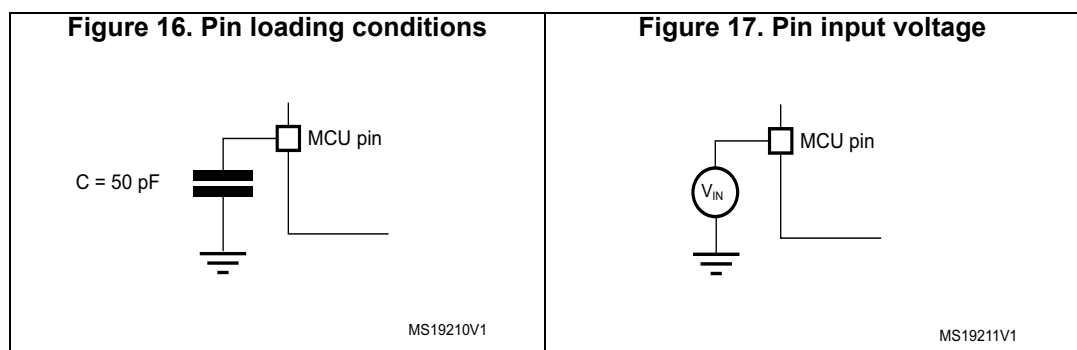 Figure 16. Pin loading conditions
MCU pin
C = 50 pF
MS19210V1
Figure 17. Pin input voltage
MCU pin
VIN
MS19211V1